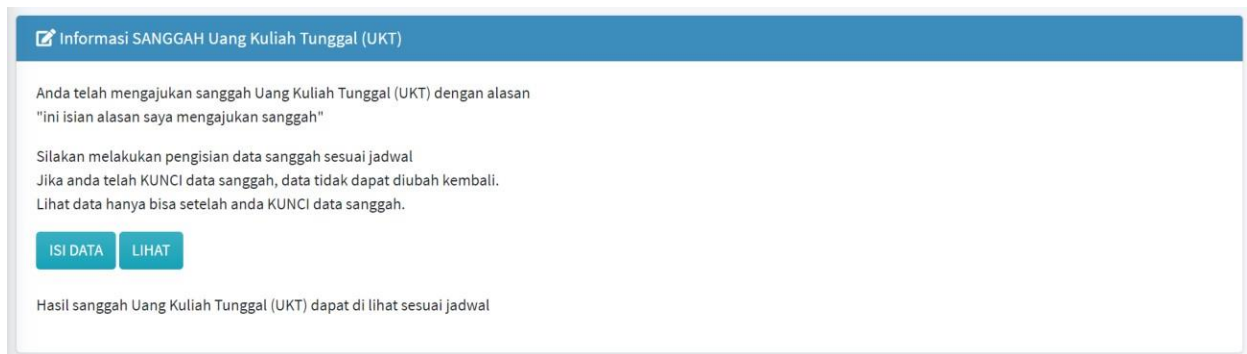 Informasi SANGGAH Uang Kuliah Tunggal (UKT)
Anda telah mengajukan sanggah Uang Kuliah Tunggal (UKT) dengan alasan
"ini isian alasan saya mengajukan sanggah"
Silakan melakukan pengisian data sanggah sesuai jadwal
Jika anda telah KUNCI data sanggah, data tidak dapat diubah kembali.
Lihat data hanya bisa setelah anda KUNCI data sanggah.
ISI DATA LIHAT
Hasil sanggah Uang Kuliah Tunggal (UKT) dapat di lihat sesuai jadwal